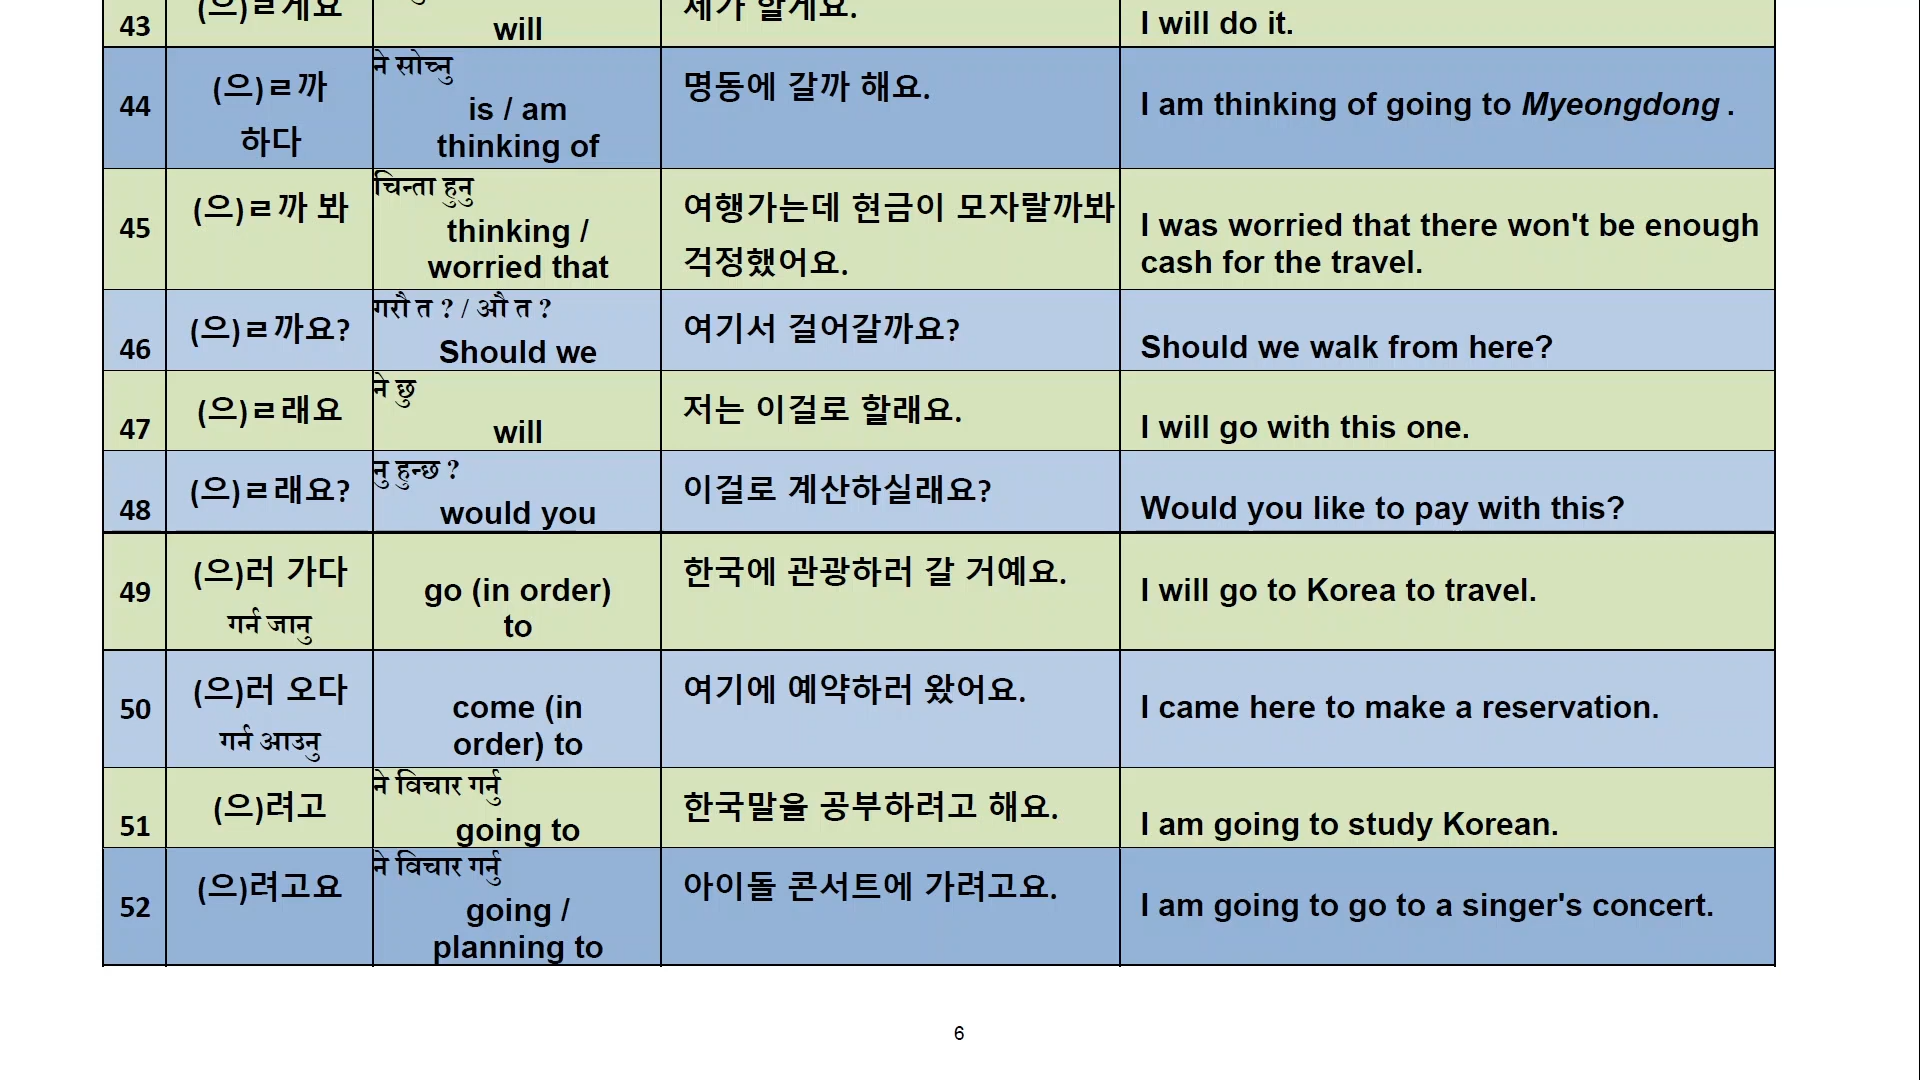 43
(으)ㄹ게요
will
제가 할게요.
I will do it.
44
(으)ㄹ까
하다
ने सोच्नु
is / am
thinking of
명동에 갈까 해요.
I am thinking of going to Myeongdong .
45
(으)ㄹ까 봐
चिन्ता हुनु
thinking /
worried that
여행가는데 현금이 모자랄까봐
걱정했어요.
I was worried that there won't be enough
cash for the travel.
46
(으)ㄹ까요?
गरौ त ? / औ त ?
Should we
여기서 걸어갈까요?
Should we walk from here?
47
(으)ㄹ래요
ने छु
will
저는 이걸로 할래요.
I will go with this one.
48
(으)ㄹ래요?
नु हुन्छ ?
would you
이걸로 계산하실래요?
Would you like to pay with this?
49
(으)러 가다
गर्न जानु
go (in order)
to
한국에 관광하러 갈 거예요.
I will go to Korea to travel.
50
(으)러 오다
गर्न आउनु
come (in
order) to
여기에 예약하러 왔어요.
I came here to make a reservation.
51
(으)려고
ने विचार गर्नु
going to
한국말을 공부하려고 해요.
I am going to study Korean.
52
(으)려고요
ने विचार गर्नु
going /
planning to
아이돌 콘서트에 가려고요.
I am going to go to a singer's concert.
6